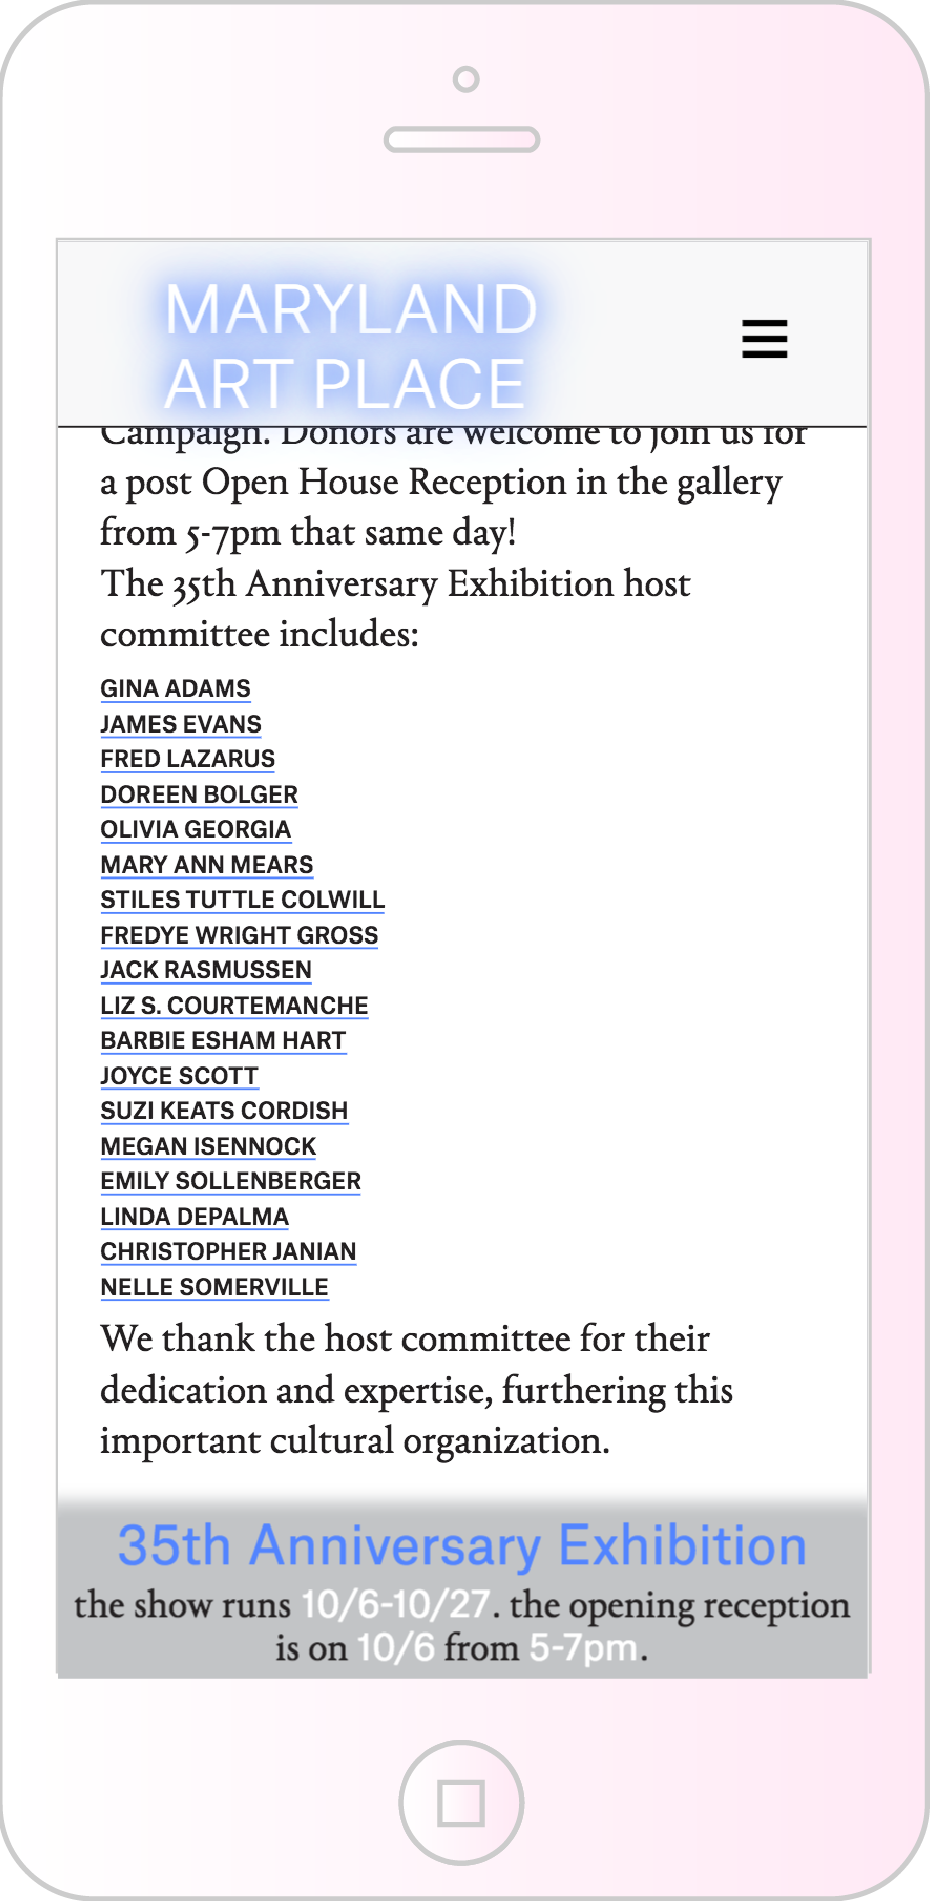 MARYLAND
ART PLACE
Campaign. Donors are welcome to join us for
a post Open House Reception in the gallery
from 5-7pm that same day!
The 35th Anniversary Exhibition host
committee includes:
GINA ADAMS
JAMES EVANS
FRED LAZARUS
DOREEN BOLGER
OLIVIA GEORGIA
MARY ANN MEARS
STILES TUTTLE COLWILL
FREDYE WRIGHT GROSS
JACK RASMUSSEN
LIZ S. COURTEMANCHE
BARBIE ESHAM HART
JOYCE SCOTT
SUZI KEATS CORDISH
MEGAN ISENNOCK
EMILY SOLLENBERGER
LINDA DEPALMA
CHRISTOPHER JANIAN
NELLE SOMERVILLE
We thank the host committee for their
dedication and expertise, furthering this
important cultural organization.
35th Anniversary Exhibition
the show runs 10/6-10/27. the opening reception
is on 10/6 from 5-7pm.